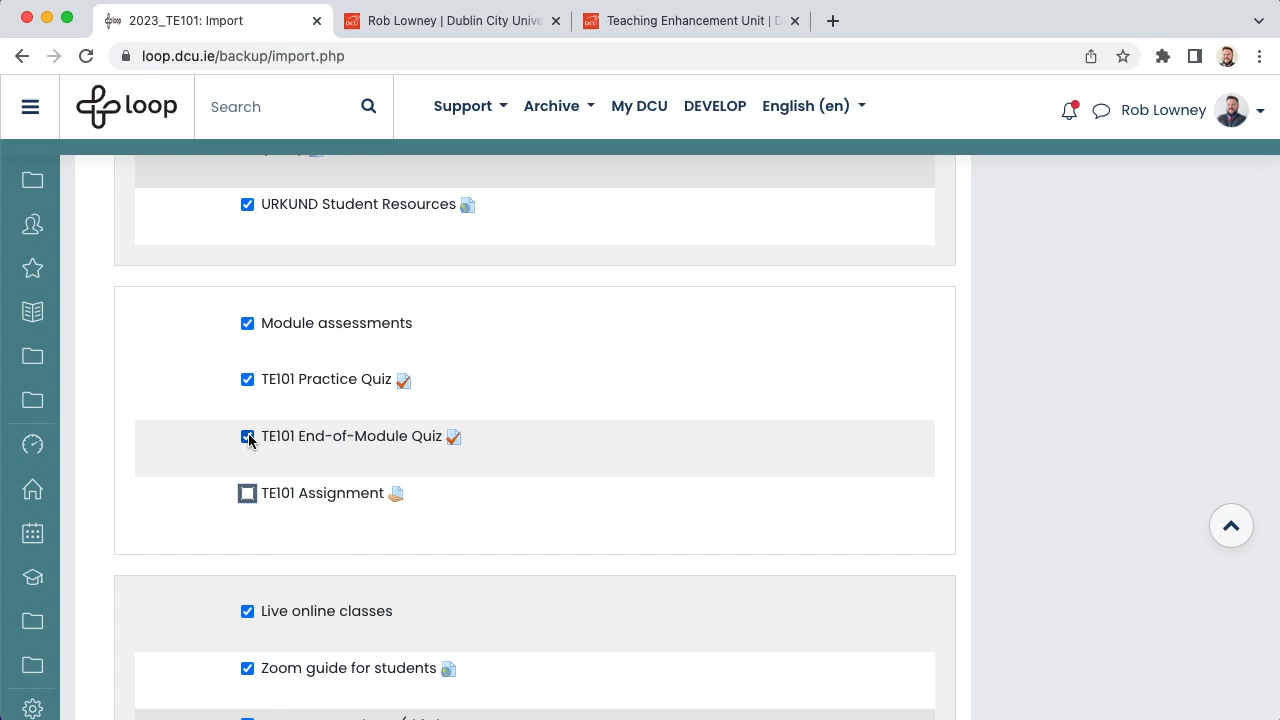 2023_TE101: Import
Rob Lowney | Dublin City Unive
Teaching Enhancement Unit | D
loop.dcu.ie/backup/import.php
loop
Search
Support
Archive
My DCU
DEVELOP
English (en)
Rob Lowney
URKUND Student Resources
Module assessments
TE101 Practice Quiz
TE101 End-of-Module Quiz
TE101 Assignment
Live online classes
Zoom guide for students